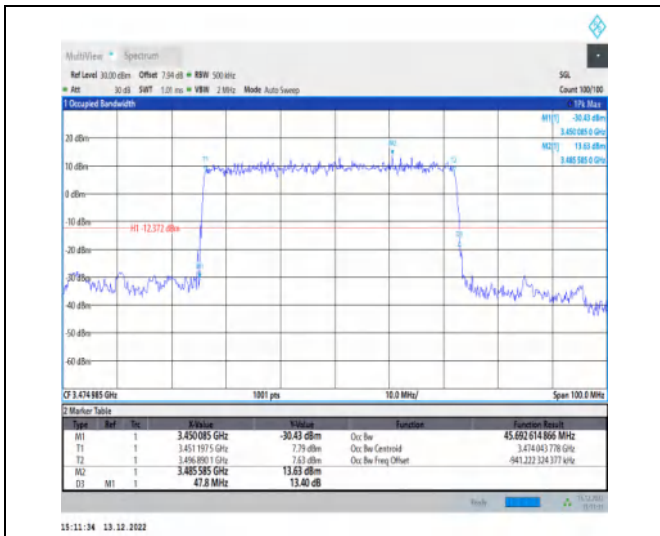 MultiView Spectrum
Ref Level 30.00 dBm Offset 7.94 dB RBW 500 kHz SGL
Att 30 dB SWT 1.01 ms VBW 2 MHz Mode Auto Sweep Count 100/100
1 Occupied Bandwidth 1Pk Max
M1[1] -30.43 dBm
3.450 085 0 GHz
M2[1] 13.63 dBm
3.485 585 0 GHz
20 dBm
M2
T1 T2
10 dBm
0 dBm
-10 dBm
H1 -12.372 dBm
-20 dBm
-30 dBm
-40 dBm
-50 dBm
-60 dBm
CF 3.474 985 GHz 1001 pts 10.0 MHz/ Span 100.0 MHz
2 Marker Table
Type Ref Trc X-Value Y-Value Function Function Result
M1 1 3.450 085 GHz -30.43 dBm Occ Bw 45.692 614 866 MHz
T1 1 3.451 197 5 GHz 7.79 dBm Occ Bw Centroid 3.474 043 778 GHz
T2 1 3.496 890 1 GHz 7.63 dBm Occ Bw Freq Offset -941.222 324 377 kHz
M2 1 3.485 585 GHz 13.63 dBm
D3 M1 1 47.8 MHz 13.40 dB
Ready
15:11:34 13.12.2022